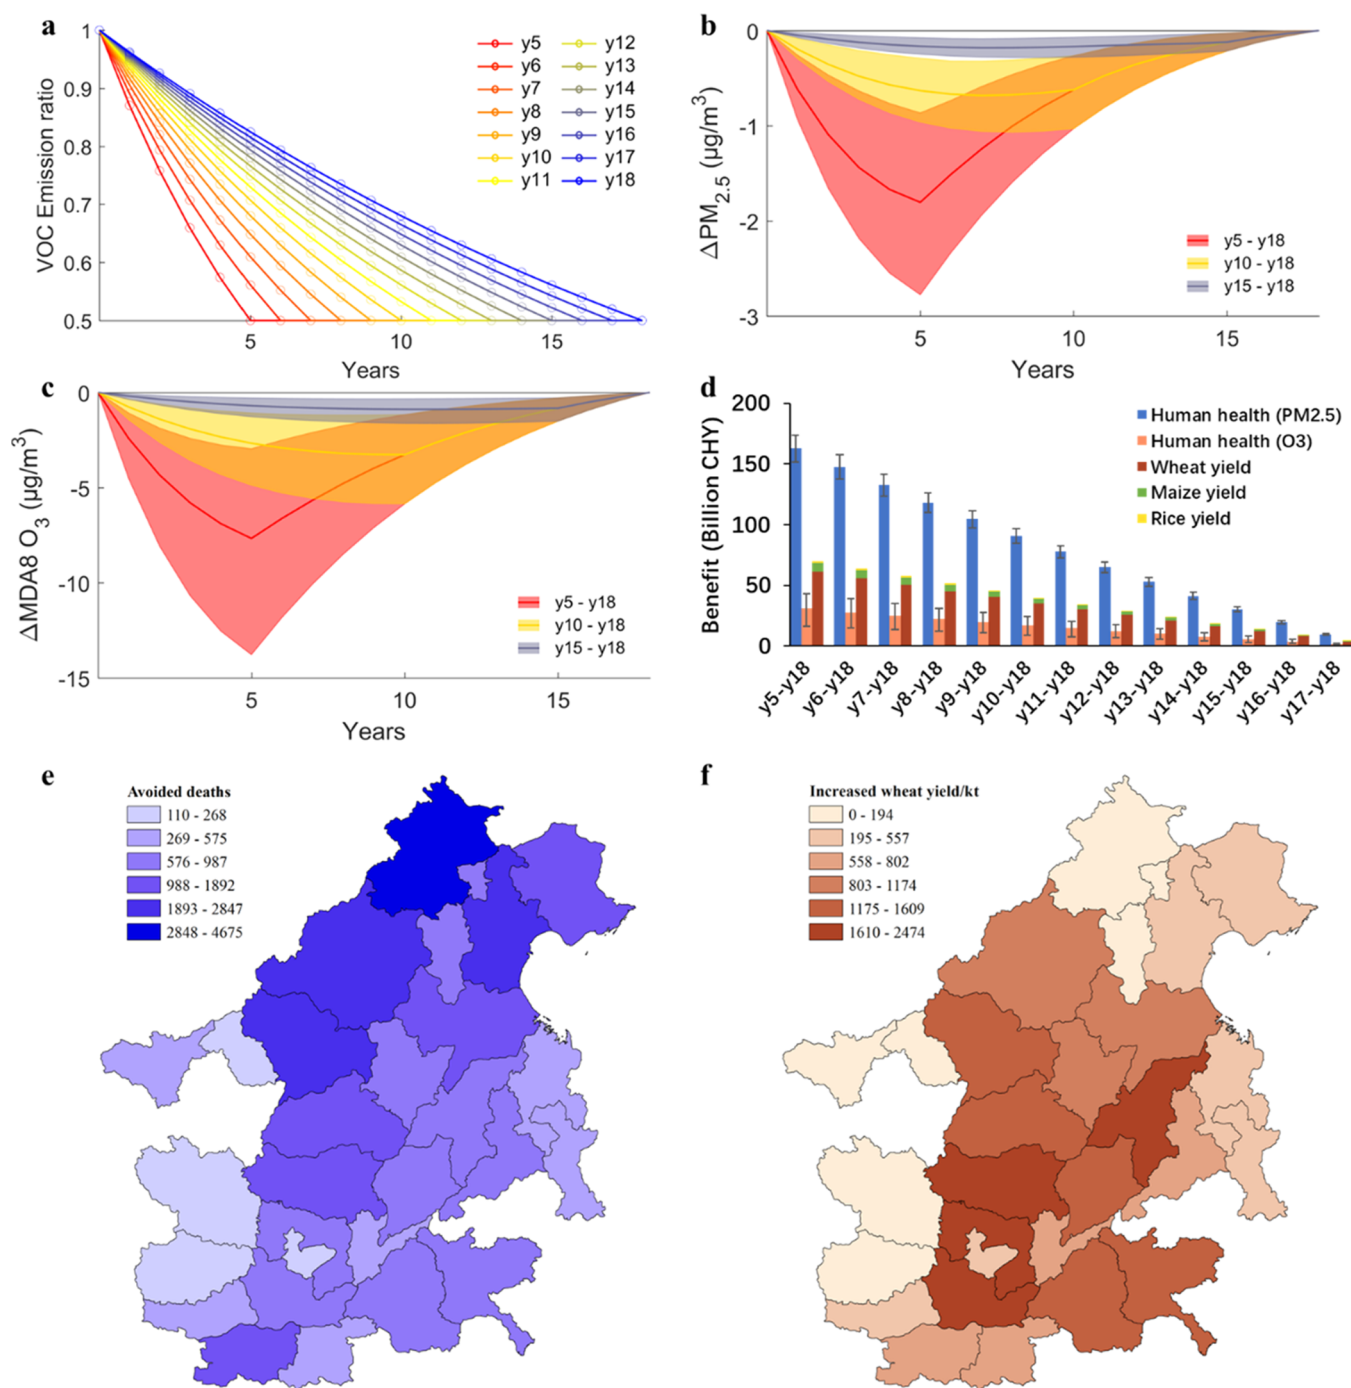 a
VOC Emission ratio
1
0.9
0.8
0.7
0.6
0.5
5
10
15
Years
y5
y6
y7
y8
y9
y10
y11
y12
y13
y14
y15
y16
y17
y18
b
ΔPM2.5 (μg/m3)
0
-1
-2
-3
5
10
15
Years
y5 - y18
y10 - y18
y15 - y18
c
ΔMDA8 O3 (μg/m3)
0
-5
-10
-15
5
10
15
Years
y5 - y18
y10 - y18
y15 - y18
d
Benefit (Billion CHY)
200
150
100
50
0
Human health (PM2.5)
Human health (O3)
Wheat yield
Maize yield
Rice yield
y5-y18
y6-y18
y7-y18
y8-y18
y9-y18
y10-y18
y11-y18
y12-y18
y13-y18
y14-y18
y15-y18
y16-y18
y17-y18
e
Avoided deaths
110 - 268
269 - 575
576 - 987
988 - 1892
1893 - 2847
2848 - 4675
f
Increased wheat yield/kt
0 - 194
195 - 557
558 - 802
803 - 1174
1175 - 1609
1610 - 2474